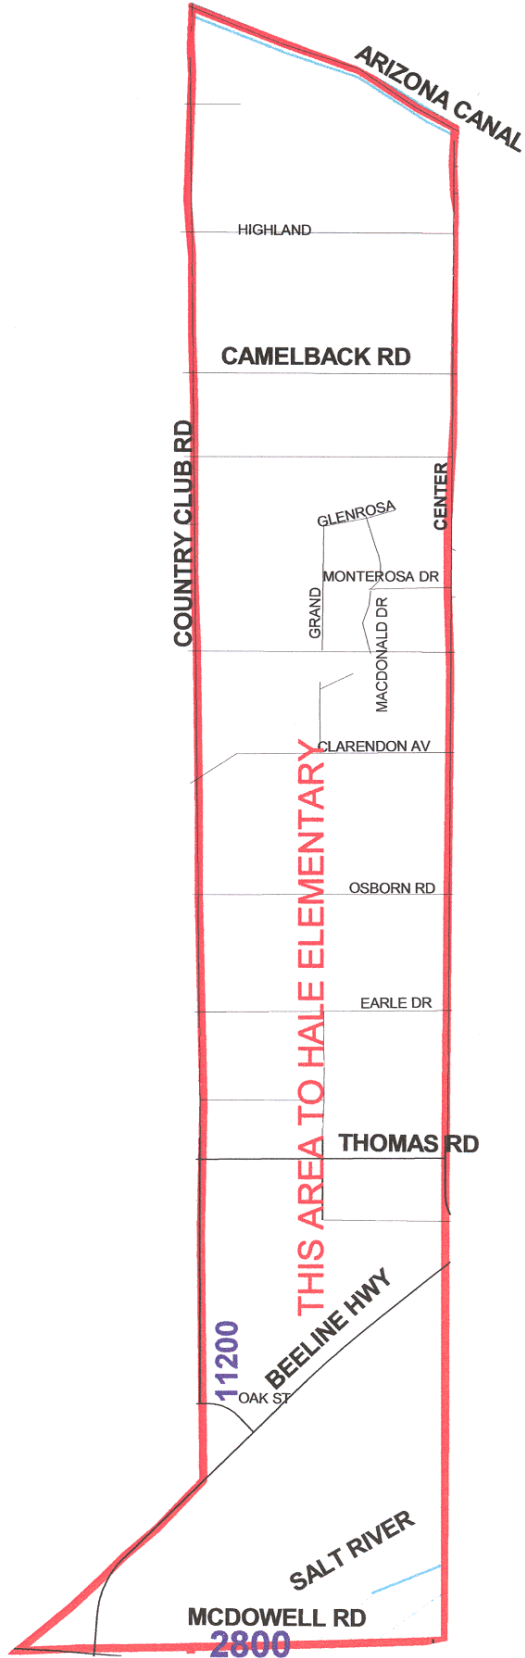 ARIZONA CANAL
HIGHLAND
CAMELBACK RD
COUNTRY CLUB RD
CENTER
GLENROSA
MONTEROSA DR
GRAND
MACDONALD DR
CLARENDON AV
THIS AREA TO HALE ELEMENTARY
OSBORN RD
EARLE DR
THOMAS RD
BEELINE HWY
11200
OAK ST
SALT RIVER
MCDOWELL RD
2800